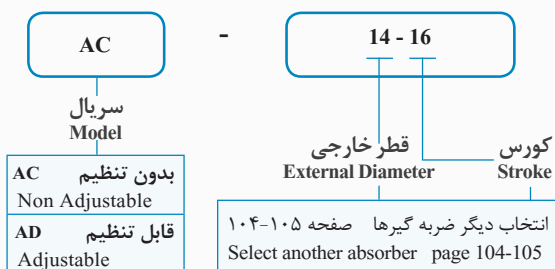 AC - 14 - 16
سریال
Model
بدون تنظیم AC
Non Adjustable
قابل تنظیم AD
Adjustable
قطر خارجی
External Diameter
کورس
Stroke
انتخاب دیگر ضربه گیرها صفحه ۱۰۵-۱۰۴
Select another absorber page 104-105